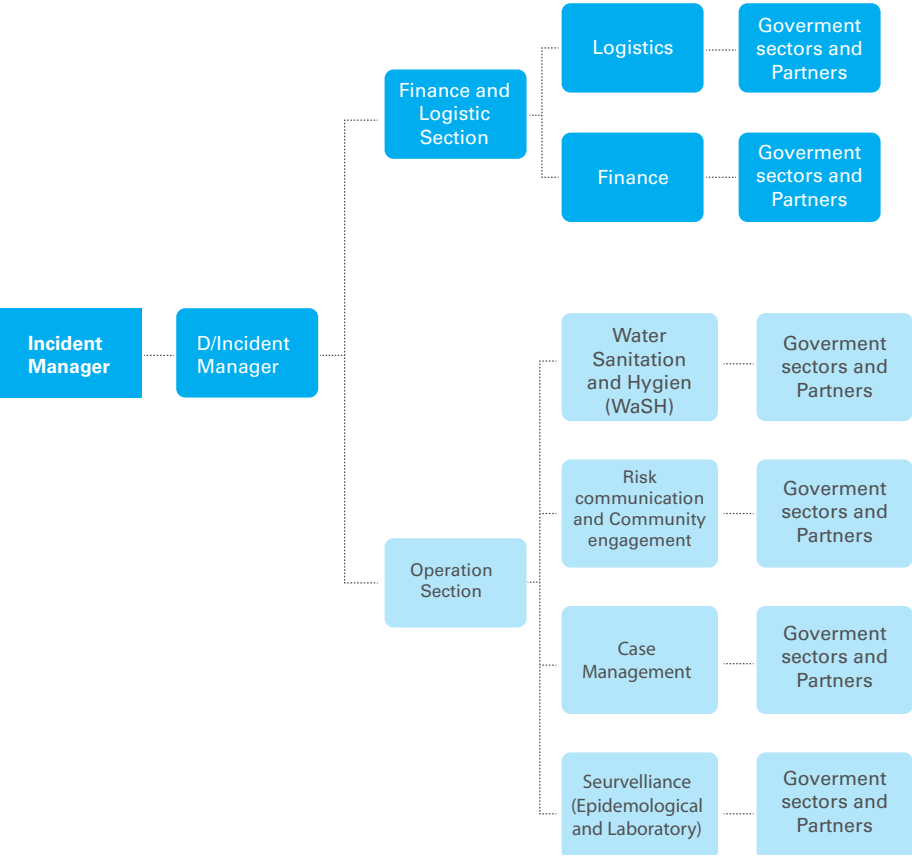 Logistics
Goverment
sectors and
Partners
Finance and
Logistic
Section
Finance
Goverment
sectors and
Partners
Incident
Manager
D/Incident
Manager
Water
Sanitation
and Hygien
(WaSH)
Goverment
sectors and
Partners
Risk
communication
and Community
engagement
Goverment
sectors and
Partners
Operation
Section
Case
Management
Goverment
sectors and
Partners
Seurvelliance
(Epidemological
and Laboratory)
Goverment
sectors and
Partners